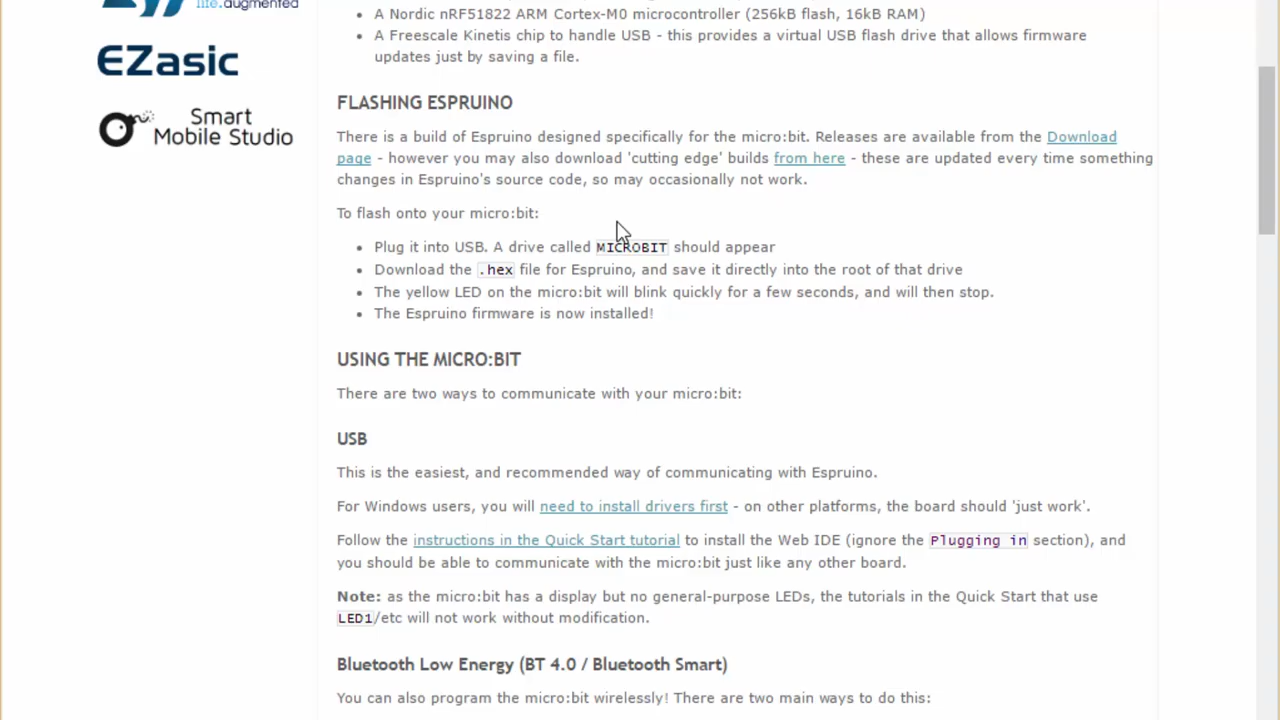 life.augmented
EZasic
Smart
Mobile Studio
A Nordic nRF51822 ARM Cortex-M0 microcontroller (256kB flash, 16kB RAM)
A Freescale Kinetis chip to handle USB - this provides a virtual USB flash drive that allows firmware
updates just by saving a file.
FLASHING ESPRUINO
There is a build of Espruino designed specifically for the micro:bit. Releases are available from the Download
page - however you may also download 'cutting edge' builds from here - these are updated every time something
changes in Espruino's source code, so may occasionally not work.
To flash onto your micro:bit:
Plug it into USB. A drive called MICROBIT should appear
Download the .hex file for Espruino, and save it directly into the root of that drive
The yellow LED on the micro:bit will blink quickly for a few seconds, and will then stop.
The Espruino firmware is now installed!
USING THE MICRO:BIT
There are two ways to communicate with your micro:bit:
USB
This is the easiest, and recommended way of communicating with Espruino.
For Windows users, you will need to install drivers first - on other platforms, the board should 'just work'.
Follow the instructions in the Quick Start tutorial to install the Web IDE (ignore the Plugging in section), and
you should be able to communicate with the micro:bit just like any other board.
Note: as the micro:bit has a display but no general-purpose LEDs, the tutorials in the Quick Start that use
LED1/etc will not work without modification.
Bluetooth Low Energy (BT 4.0 / Bluetooth Smart)
You can also program the micro:bit wirelessly! There are two main ways to do this: